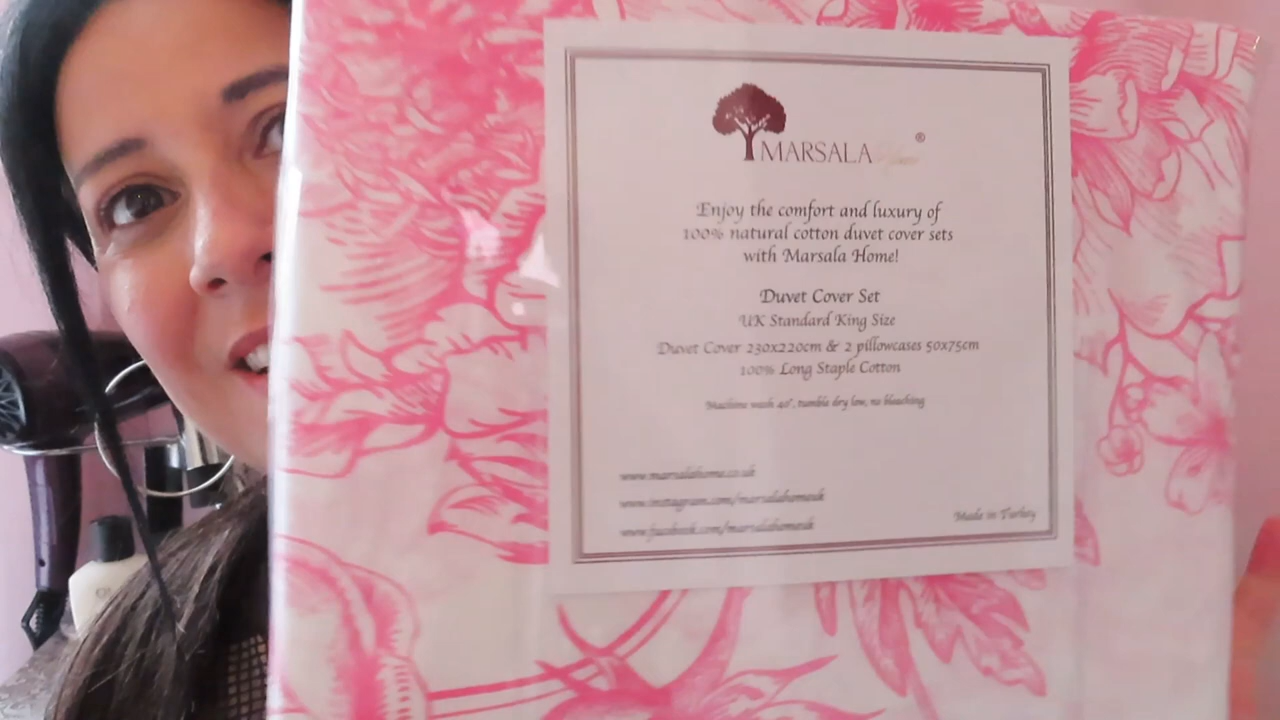 MARSALA Home ®
Enjoy the comfort and luxury of
100% natural cotton duvet cover sets
with Marsala Home!
Duvet Cover Set
UK Standard King Size
Duvet Cover 230x220cm & 2 pillowcases 50x75cm
100% Long Staple Cotton
Machine wash 40°, tumble dry low, no bleaching
www.marsalahome.co.uk
www.instagram.com/marsalahomeuk
www.facebook.com/marsalahomeuk
Made in Turkey